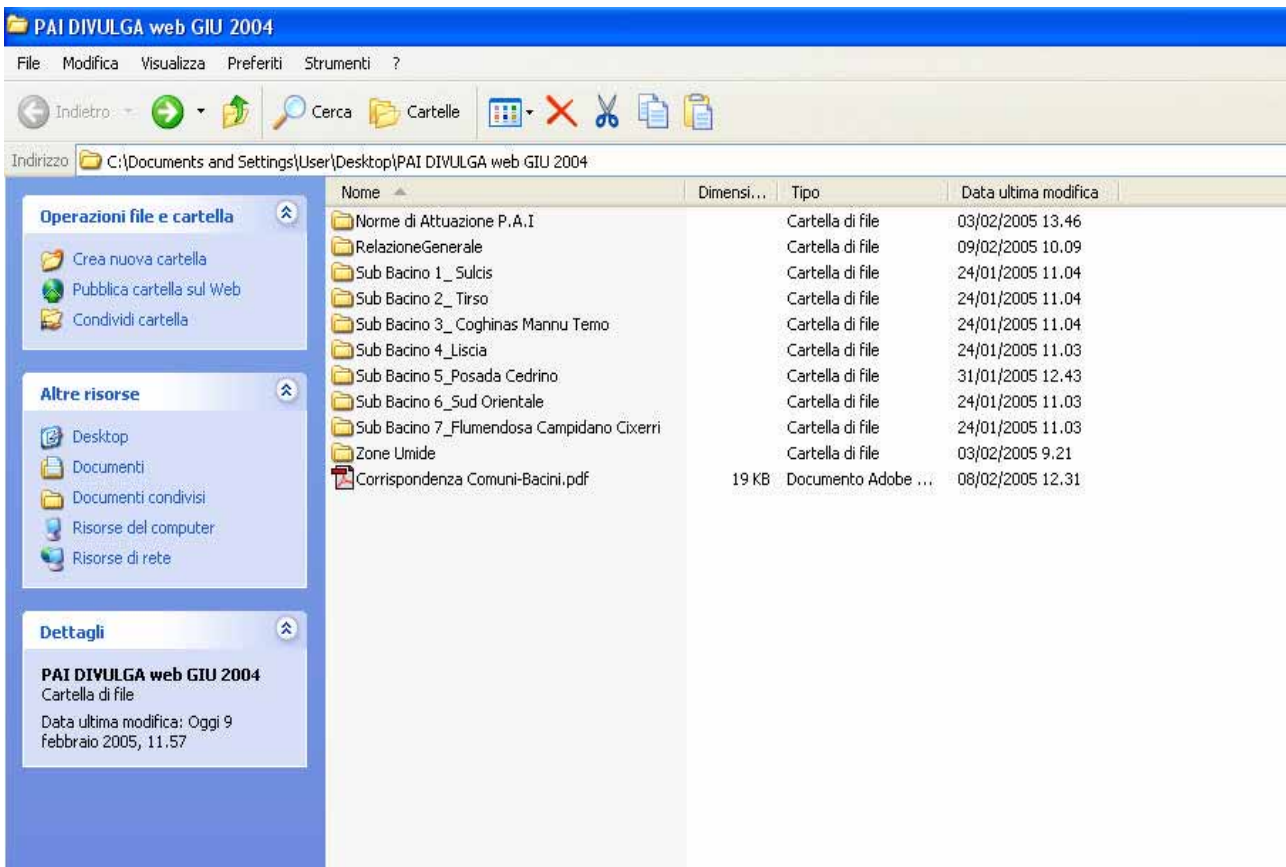 PAI DIVULGA web GIU 2004
File Modifica Visualizza Preferiti Strumenti ?
Indietro Cerca Cartelle
Indirizzo C:\Documents and Settings\User\Desktop\PAI DIVULGA web GIU 2004
Nome Dimensi... Tipo Data ultima modifica
Norme di Attuazione P.A.I Cartella di file 03/02/2005 13.46
RelazioneGenerale Cartella di file 09/02/2005 10.09
Sub Bacino 1_ Sulcis Cartella di file 24/01/2005 11.04
Sub Bacino 2_ Tirso Cartella di file 24/01/2005 11.04
Sub Bacino 3_ Coghinas Mannu Temo Cartella di file 24/01/2005 11.04
Sub Bacino 4_Liscia Cartella di file 24/01/2005 11.03
Sub Bacino 5_Posada Cedrino Cartella di file 31/01/2005 12.43
Sub Bacino 6_Sud Orientale Cartella di file 24/01/2005 11.03
Sub Bacino 7_Flumendosa Campidano Cixerri Cartella di file 24/01/2005 11.03
Zone Umide Cartella di file 03/02/2005 9.21
Corrispondenza Comuni-Bacini.pdf 19 KB Documento Adobe ... 08/02/2005 12.31
Operazioni file e cartella
Crea nuova cartella
Pubblica cartella sul Web
Condividi cartella
Altre risorse
Desktop
Documenti
Documenti condivisi
Risorse del computer
Risorse di rete
Dettagli
PAI DIVULGA web GIU 2004
Cartella di file
Data ultima modifica: Oggi 9
febbraio 2005, 11.57